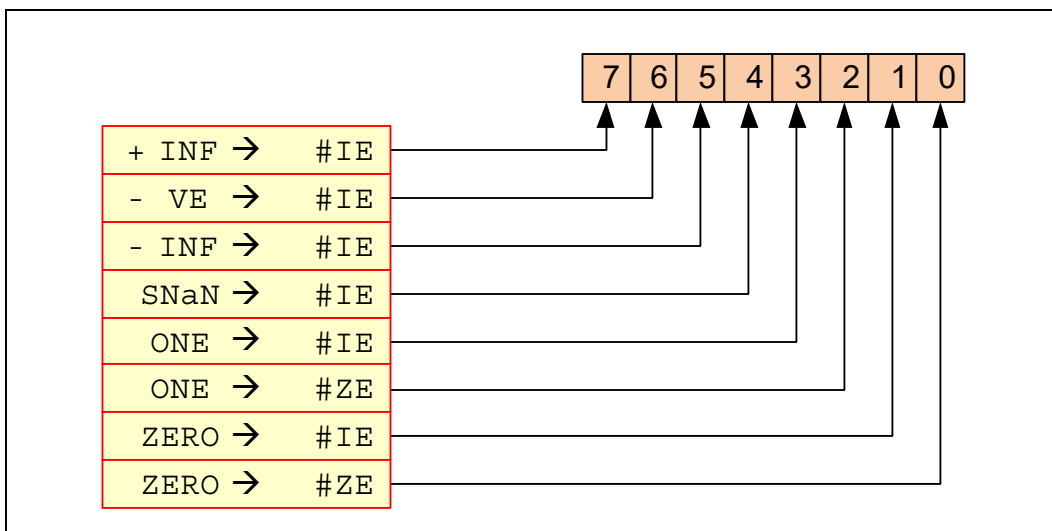 7 6 5 4 3 2 1 0
+ INF → #IE
- VE → #IE
- INF → #IE
SNaN → #IE
ONE → #IE
ONE → #ZE
ZERO → #IE
ZERO → #ZE